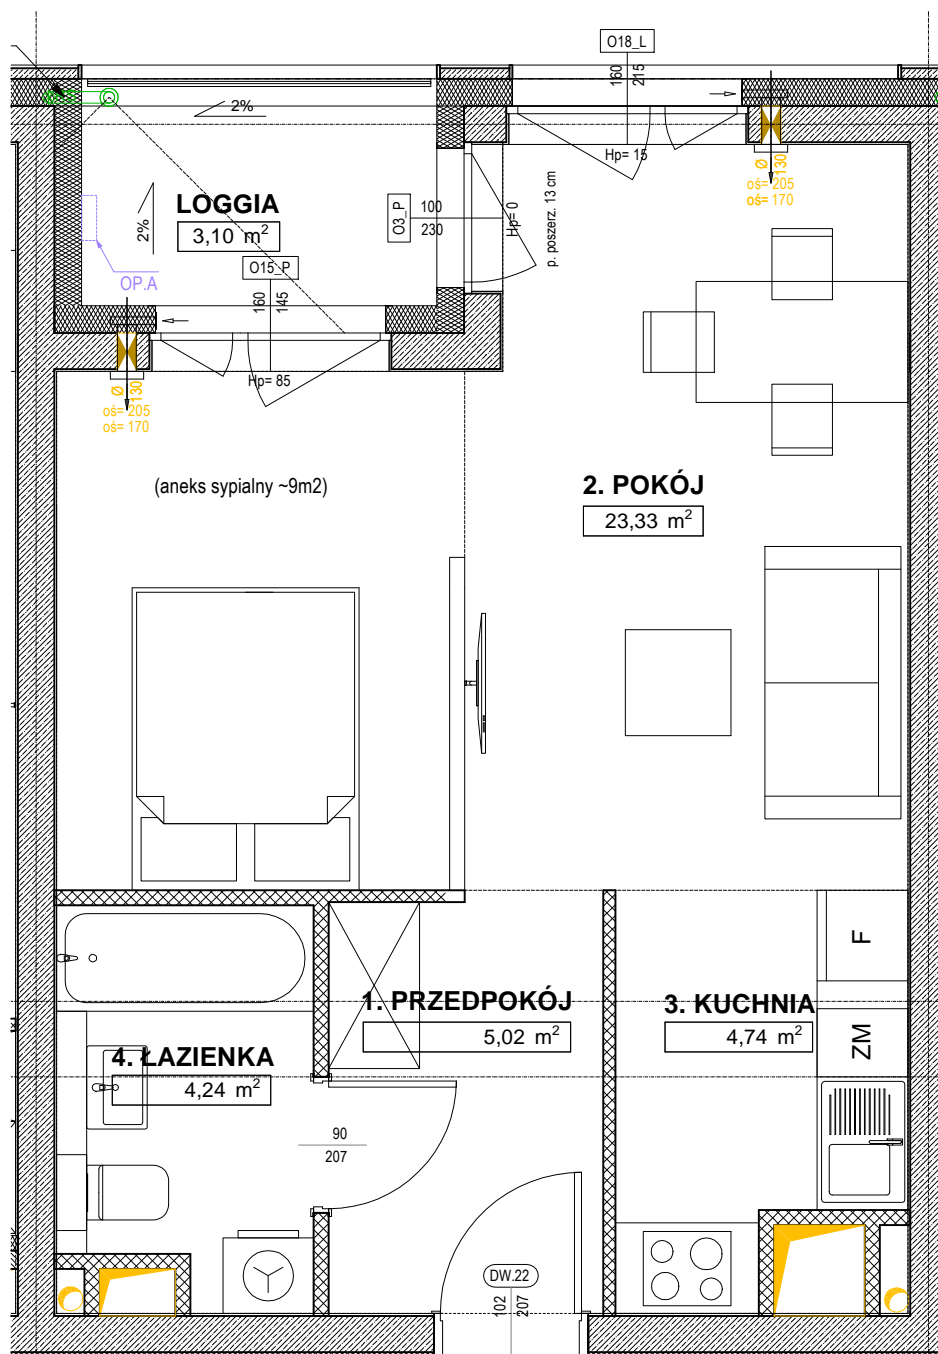 O18_L
160
215
2%
Hp= 15
Ø 130
oś= 205
oś= 170
LOGGIA
3,10 m²
2%
O3_P
100
230
Hp= 0
p. poszerz. 13 cm
OP.A
O15_P
160
145
Hp= 85
Ø 130
oś= 205
oś= 170
(aneks sypialny ~9m2)
2. POKÓJ
23,33 m²
F
1. PRZEDPOKÓJ
5,02 m²
3. KUCHNIA
4,74 m²
ZM
4. ŁAZIENKA
4,24 m²
90
207
DW.22
102
207